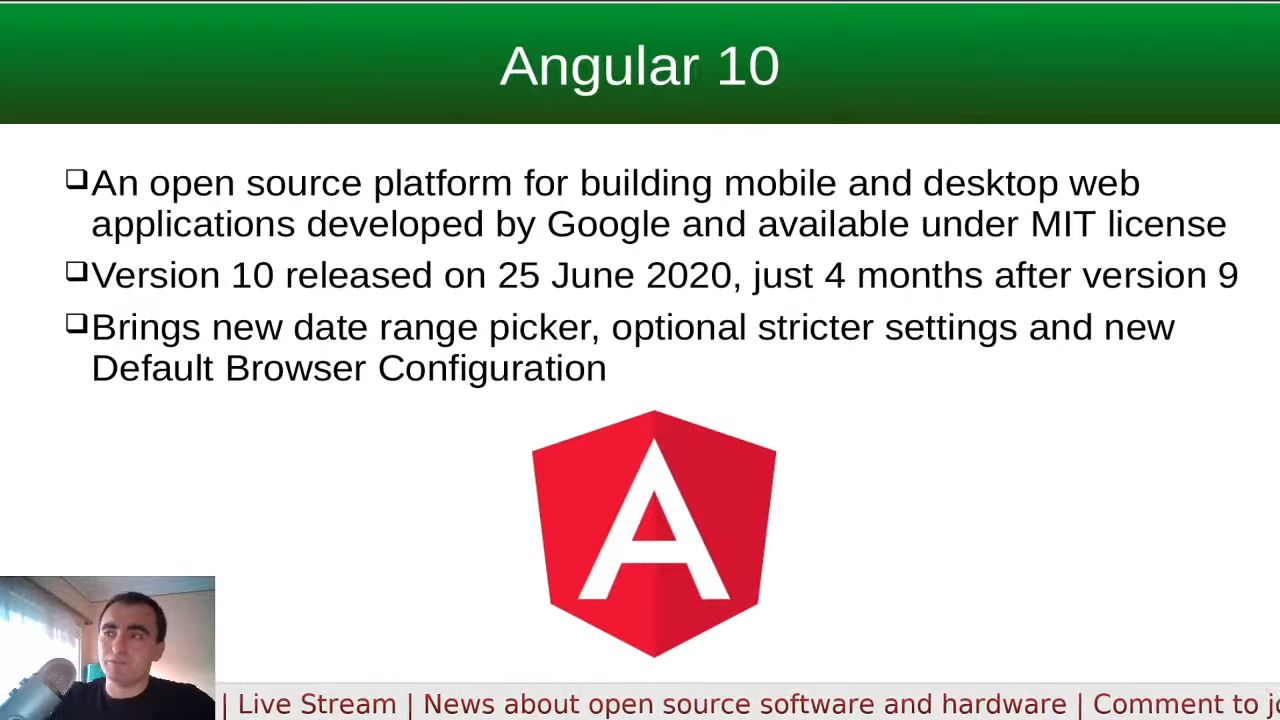 Angular 10
❑An open source platform for building mobile and desktop web
applications developed by Google and available under MIT license
❑Version 10 released on 25 June 2020, just 4 months after version 9
❑Brings new date range picker, optional stricter settings and new
Default Browser Configuration
A
| Live Stream | News about open source software and hardware | Comment to